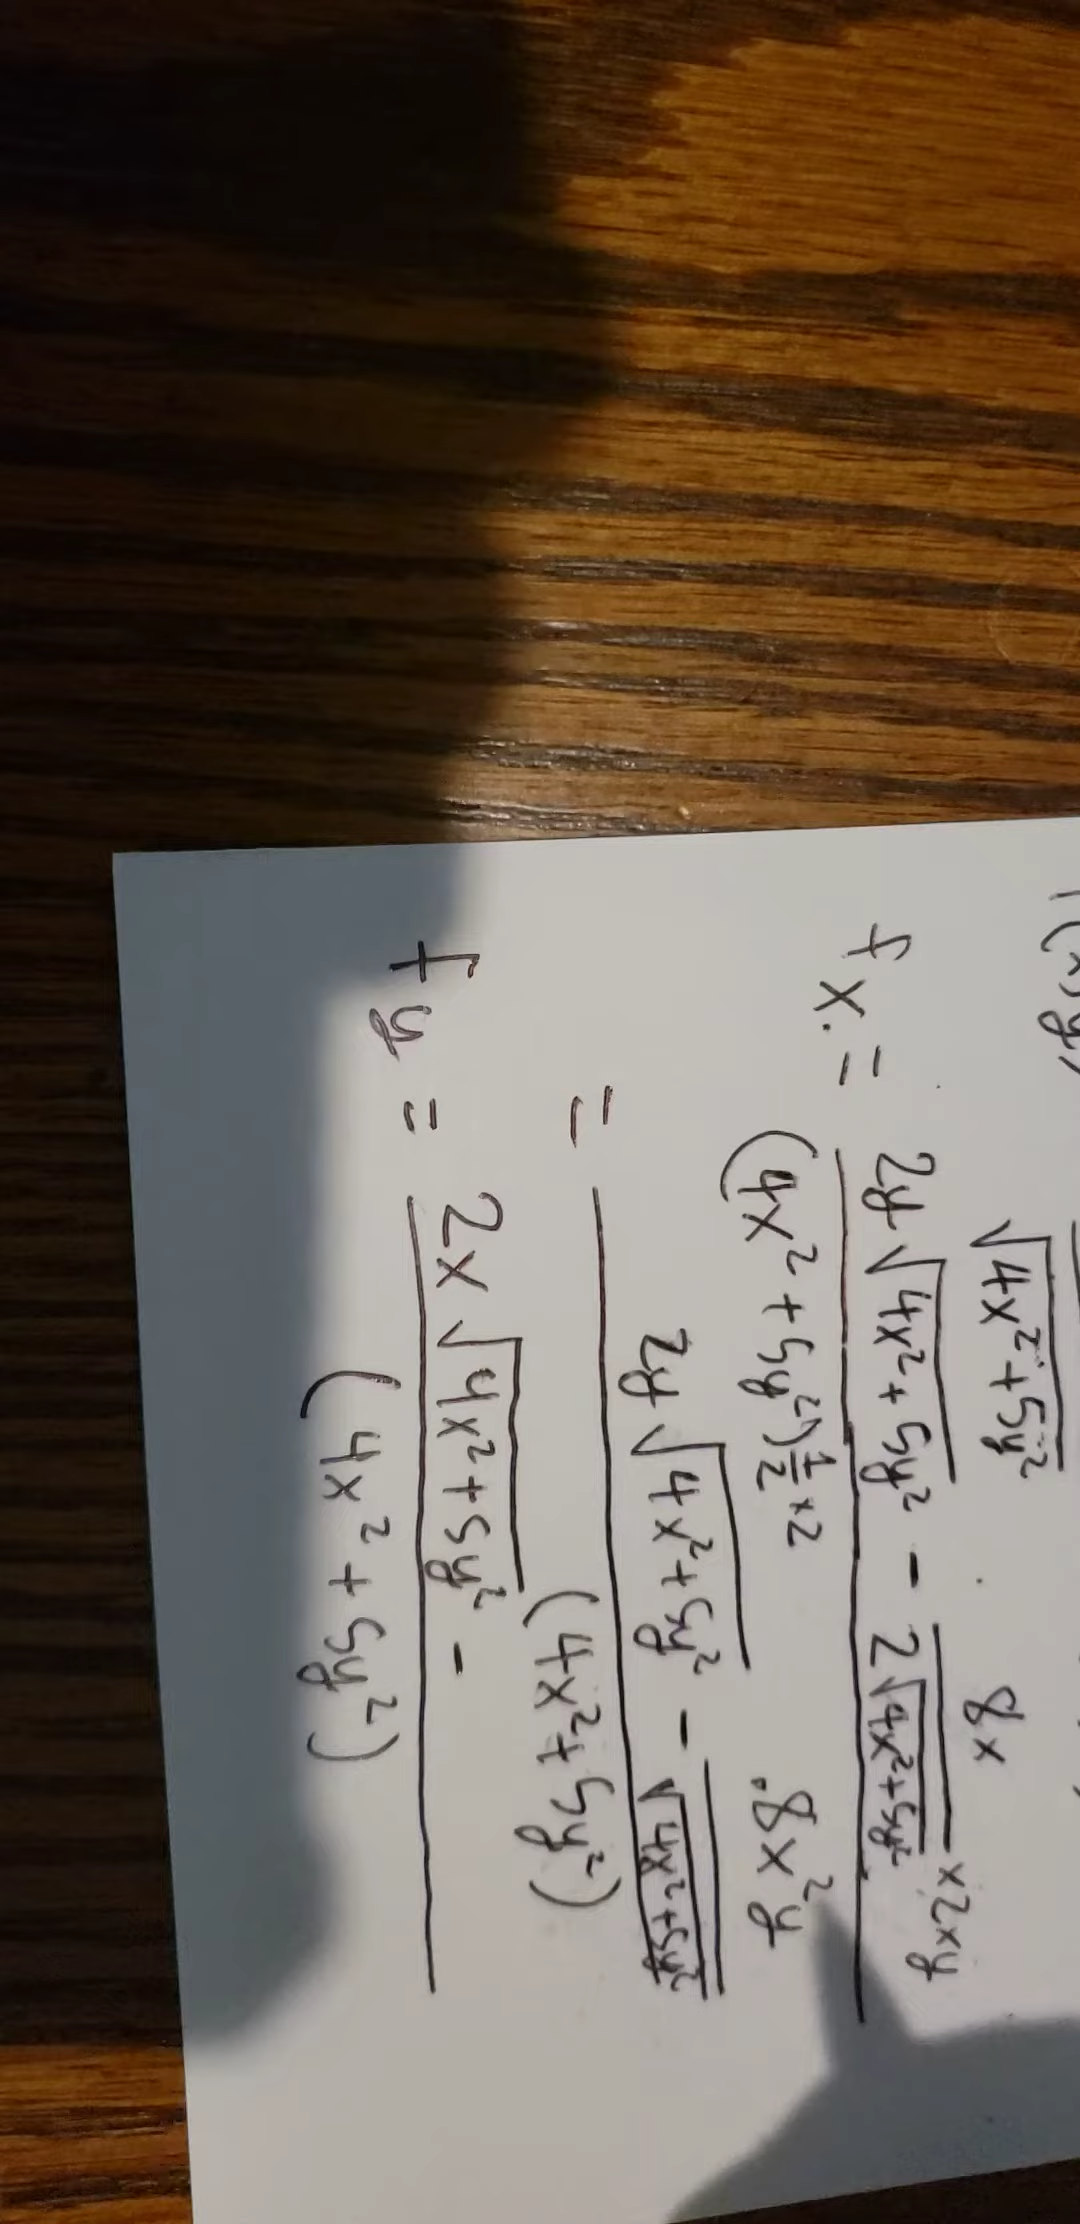 f(x,y)
√4x²+5y²
fx. = 2y√4x²+5y² - 8x/2√4x²+5y² ×2xy
(4x²+5y²)½×2
= 2y√4x²+5y² - 8x²y/√4x²+5y²
(4x²+5y²)
fy = 2x√4x²+5y² -
(4x²+5y²)